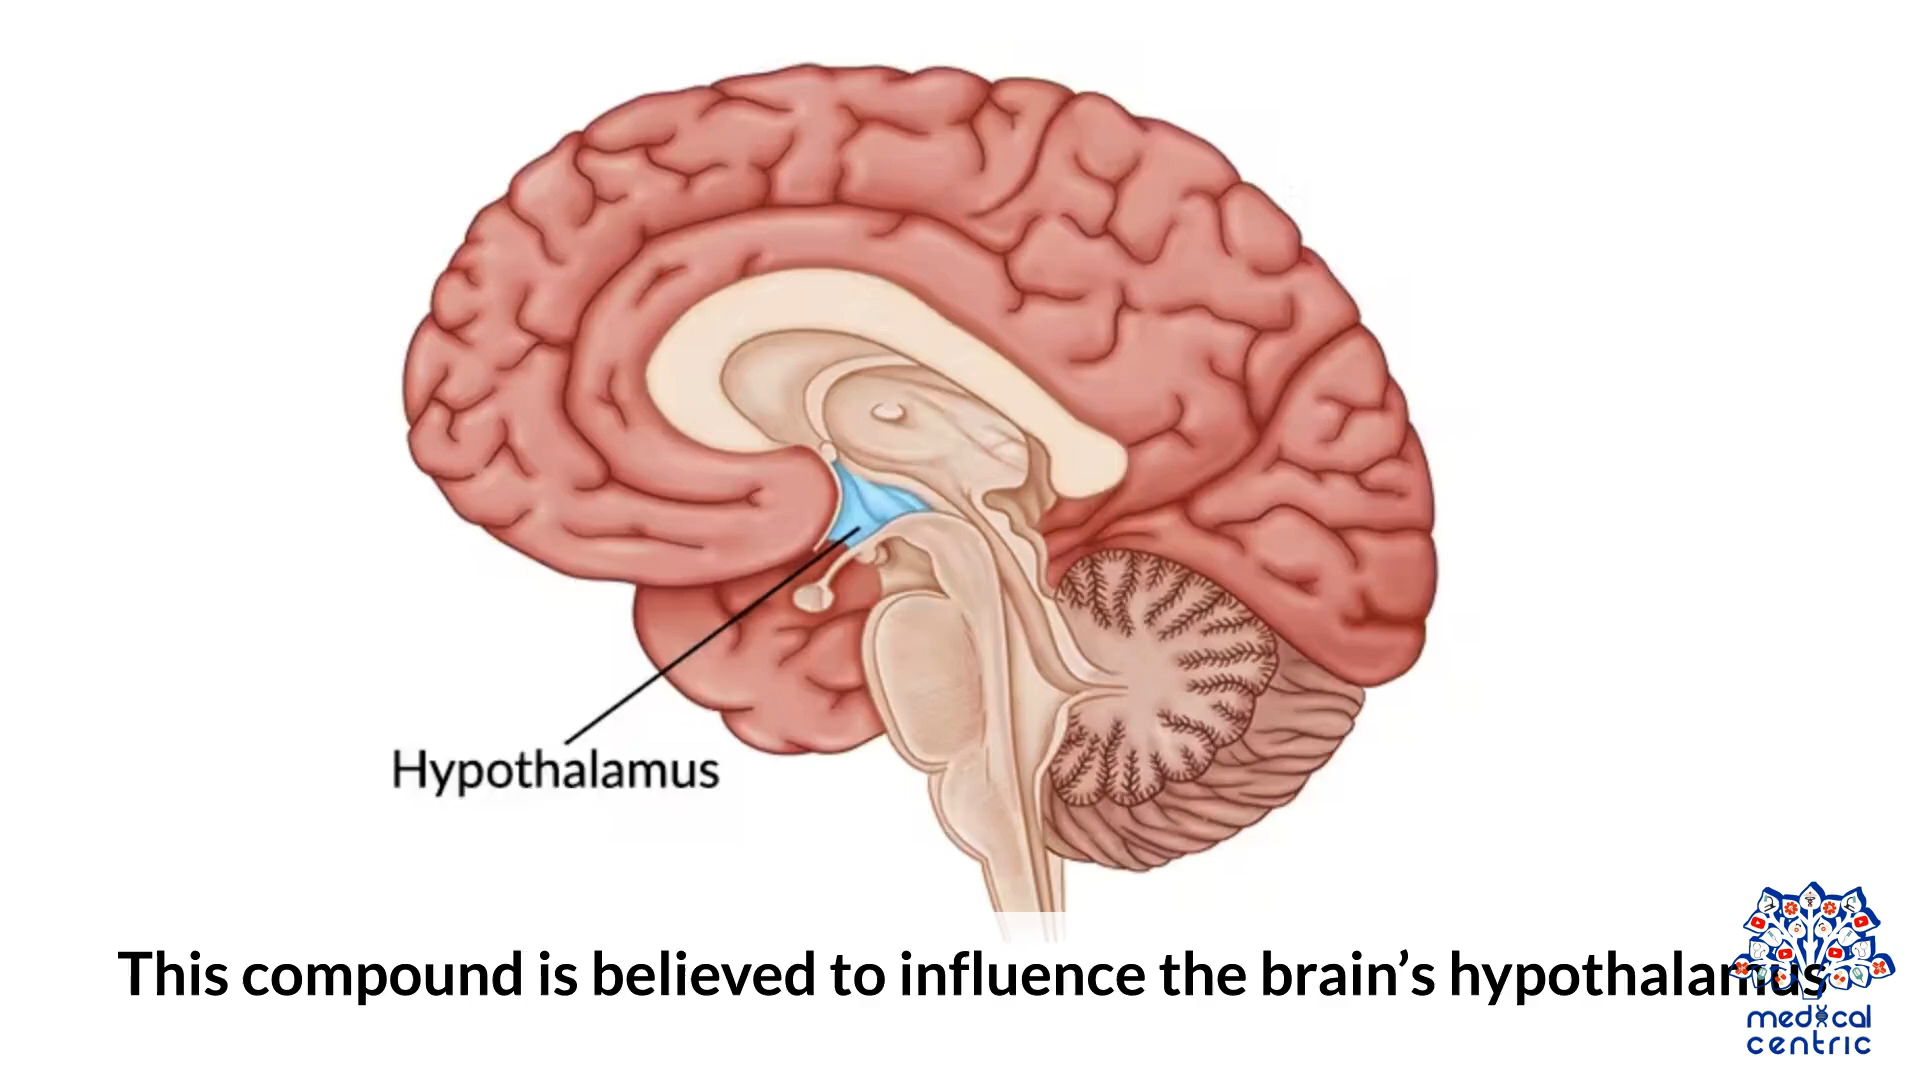 Hypothalamus
This compound is believed to influence the brain’s hypothalamus
medical
centric